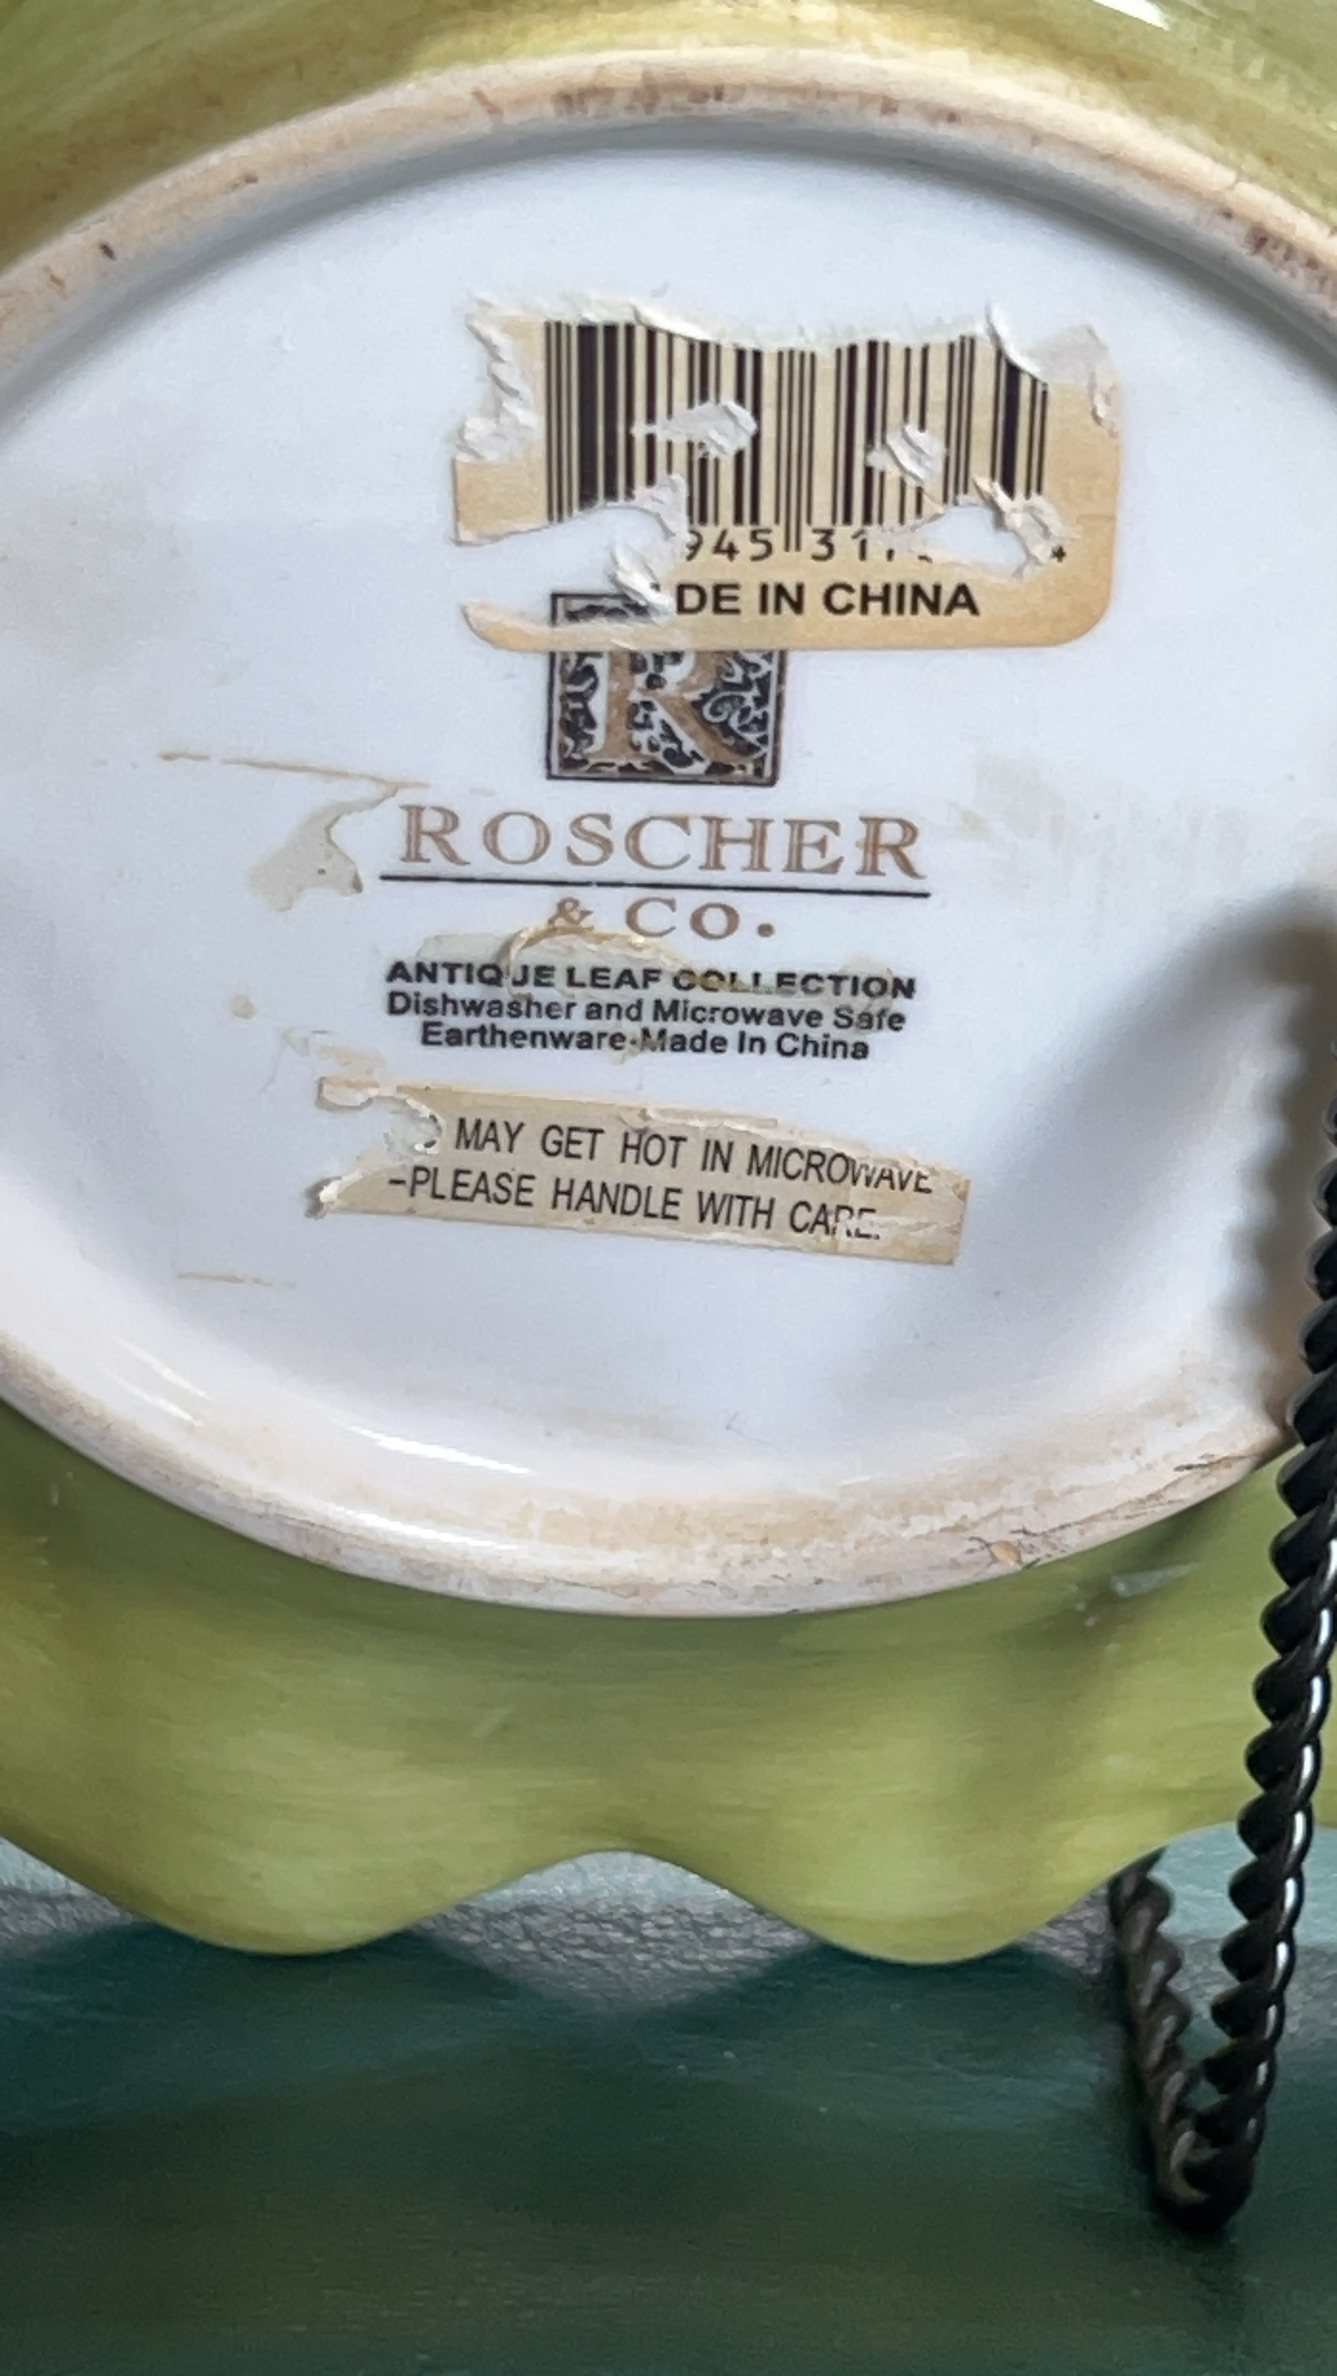 945 31
DE IN CHINA
R
ROSCHER
& CO.
ANTIQUE LEAF COLLECTION
Dishwasher and Microwave Safe
Earthenware·Made In China
MAY GET HOT IN MICROWAVE
-PLEASE HANDLE WITH CARE.